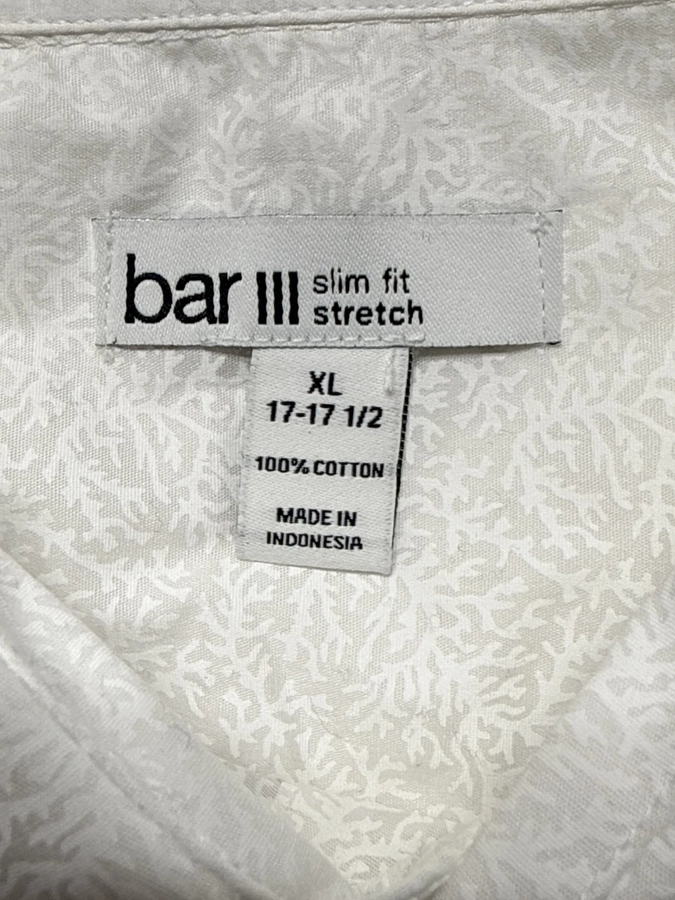 bar III slim fit
stretch
XL
17-17 1/2
100% COTTON
MADE IN
INDONESIA